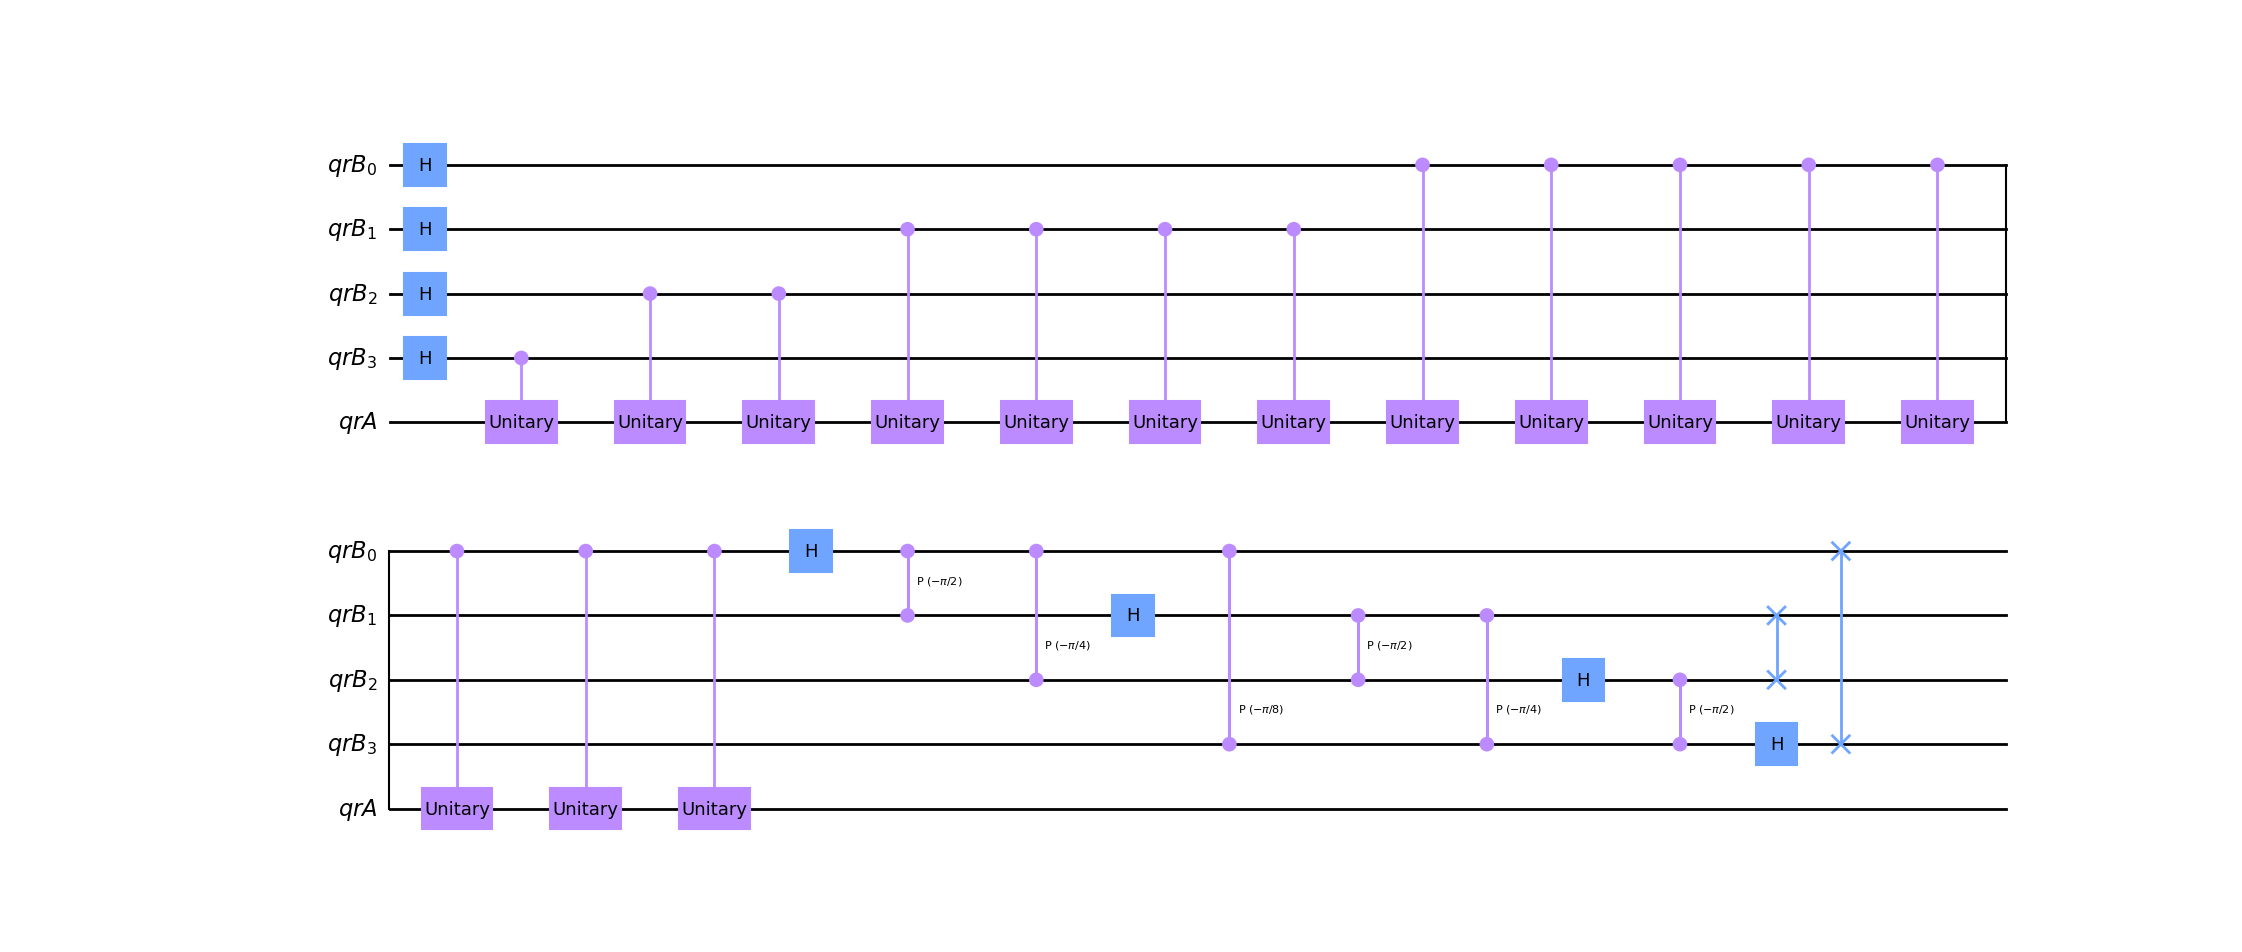 qrB₀ H
qrB₁ H
qrB₂ H
qrB₃ H
qrA Unitary Unitary Unitary Unitary Unitary Unitary Unitary Unitary Unitary Unitary Unitary Unitary
qrB₀ H
P (−π/2)
qrB₁ H
P (−π/4) P (−π/2)
qrB₂ H
P (−π/8) P (−π/4) P (−π/2)
qrB₃ H
qrA Unitary Unitary Unitary